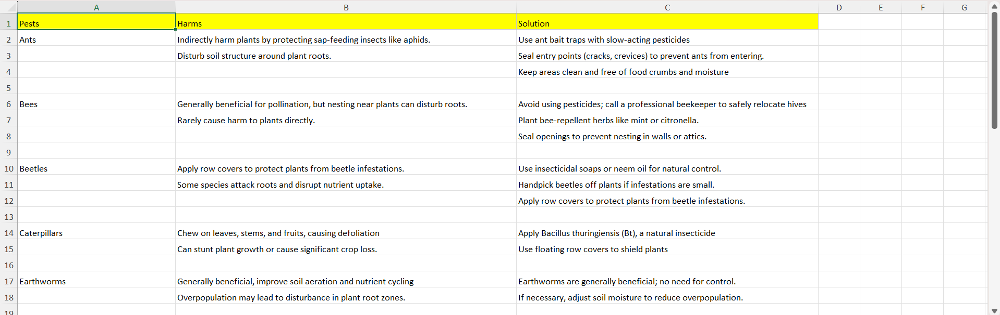 A B C D E F G
1 Pests Harms Solution
2 Ants Indirectly harm plants by protecting sap-feeding insects like aphids. Use ant bait traps with slow-acting pesticides
3 Disturb soil structure around plant roots. Seal entry points (cracks, crevices) to prevent ants from entering.
4 Keep areas clean and free of food crumbs and moisture
5
6 Bees Generally beneficial for pollination, but nesting near plants can disturb roots. Avoid using pesticides; call a professional beekeeper to safely relocate hives
7 Rarely cause harm to plants directly. Plant bee-repellent herbs like mint or citronella.
8 Seal openings to prevent nesting in walls or attics.
9
10 Beetles Apply row covers to protect plants from beetle infestations. Use insecticidal soaps or neem oil for natural control.
11 Some species attack roots and disrupt nutrient uptake. Handpick beetles off plants if infestations are small.
12 Apply row covers to protect plants from beetle infestations.
13
14 Caterpillars Chew on leaves, stems, and fruits, causing defoliation Apply Bacillus thuringiensis (Bt), a natural insecticide
15 Can stunt plant growth or cause significant crop loss. Use floating row covers to shield plants
16
17 Earthworms Generally beneficial, improve soil aeration and nutrient cycling Earthworms are generally beneficial; no need for control.
18 Overpopulation may lead to disturbance in plant root zones. If necessary, adjust soil moisture to reduce overpopulation.
19